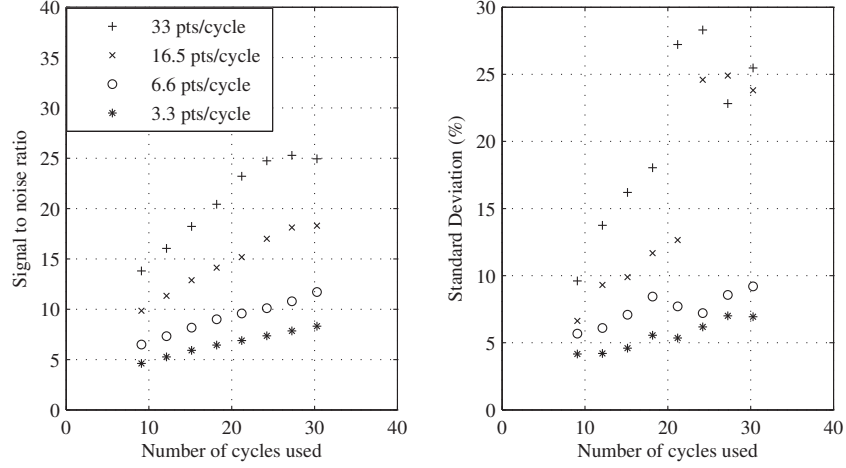 40
35
30
25
20
15
10
5
0
Signal to noise ratio
33 pts/cycle
16.5 pts/cycle
6.6 pts/cycle
3.3 pts/cycle
0 10 20 30 40
Number of cycles used
30
25
20
15
10
5
0
Standard Deviation (%)
0 10 20 30 40
Number of cycles used